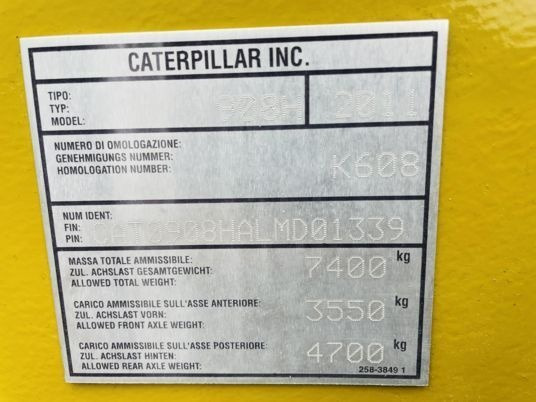 CATERPILLAR INC.
TIPO:
TYP:
MODEL: 908H 2011
NUMERO DI OMOLOGAZIONE:
GENEHMIGUNGS NUMMER:
HOMOLOGATION NUMBER: K608
NUM IDENT:
FIN:
PIN: CAT0908HALMD01339
MASSA TOTALE AMMISSIBILE:
ZUL. ACHSLAST GESAMTGEWICHT: 7400 kg
ALLOWED TOTAL WEIGHT:
CARICO AMMISSIBILE SULL'ASSE ANTERIORE:
ZUL. ACHSLAST VORN: 3550 kg
ALLOWED FRONT AXLE WEIGHT:
CARICO AMMISSIBILE SULL'ASSE POSTERIORE:
ZUL. ACHSLAST HINTEN: 4700 kg
ALLOWED REAR AXLE WEIGHT:
258-3849 1